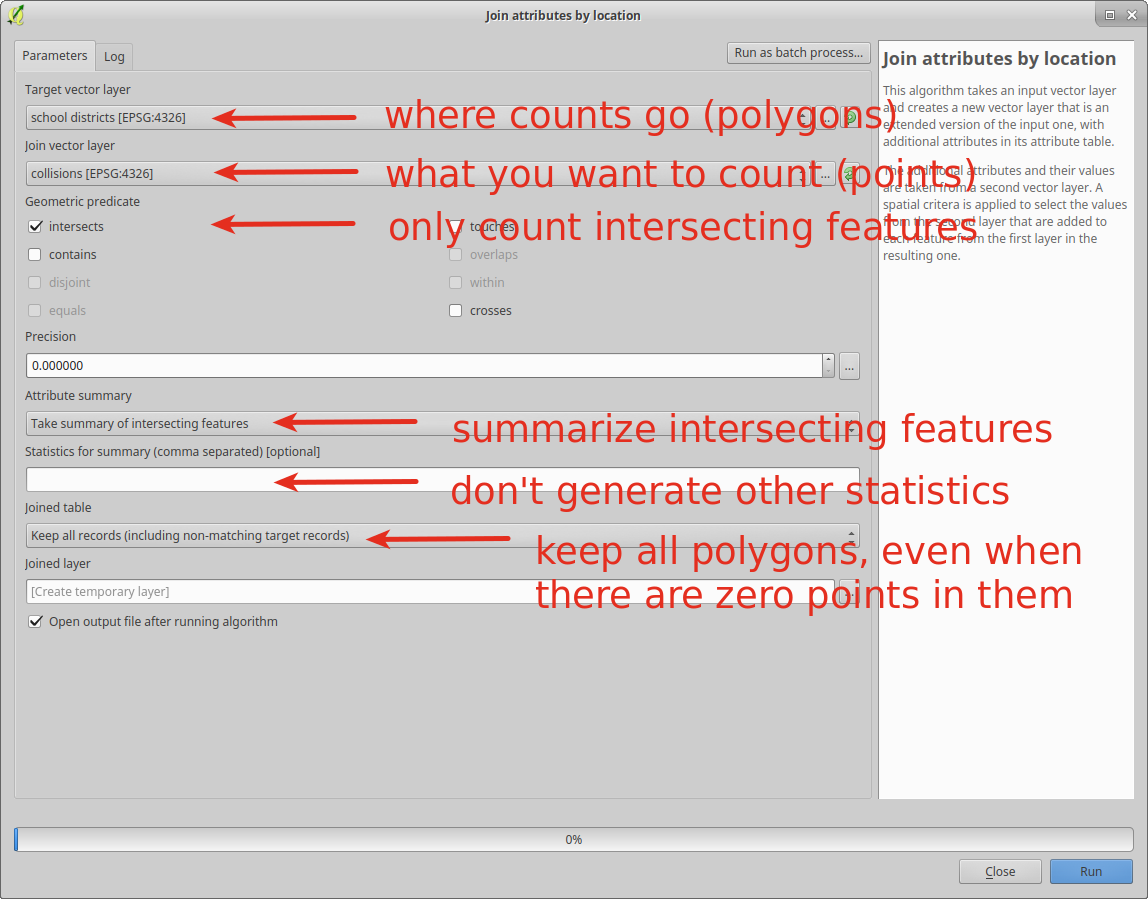 Join attributes by location
Parameters
Log
Run as batch process...
Target vector layer
school districts [EPSG:4326]
where counts go (polygons)
...
Join vector layer
collisions [EPSG:4326]
what you want to count (points)
...
Geometric predicate
intersects
only count intersecting features
touches
contains
overlaps
disjoint
within
equals
crosses
Precision
0.000000
...
Attribute summary
Take summary of intersecting features
summarize intersecting features
Statistics for summary (comma separated) [optional]
don't generate other statistics
Joined table
Keep all records (including non-matching target records)
keep all polygons, even when
there are zero points in them
Joined layer
[Create temporary layer]
...
Open output file after running algorithm
Join attributes by location
This algorithm takes an input vector layer
and creates a new vector layer that is an
extended version of the input one, with
additional attributes in its attribute table.
The additional attributes and their values
are taken from a second vector layer. A
spatial critera is applied to select the values
from the second layer that are added to
each feature from the first layer in the
resulting one.
0%
Close
Run